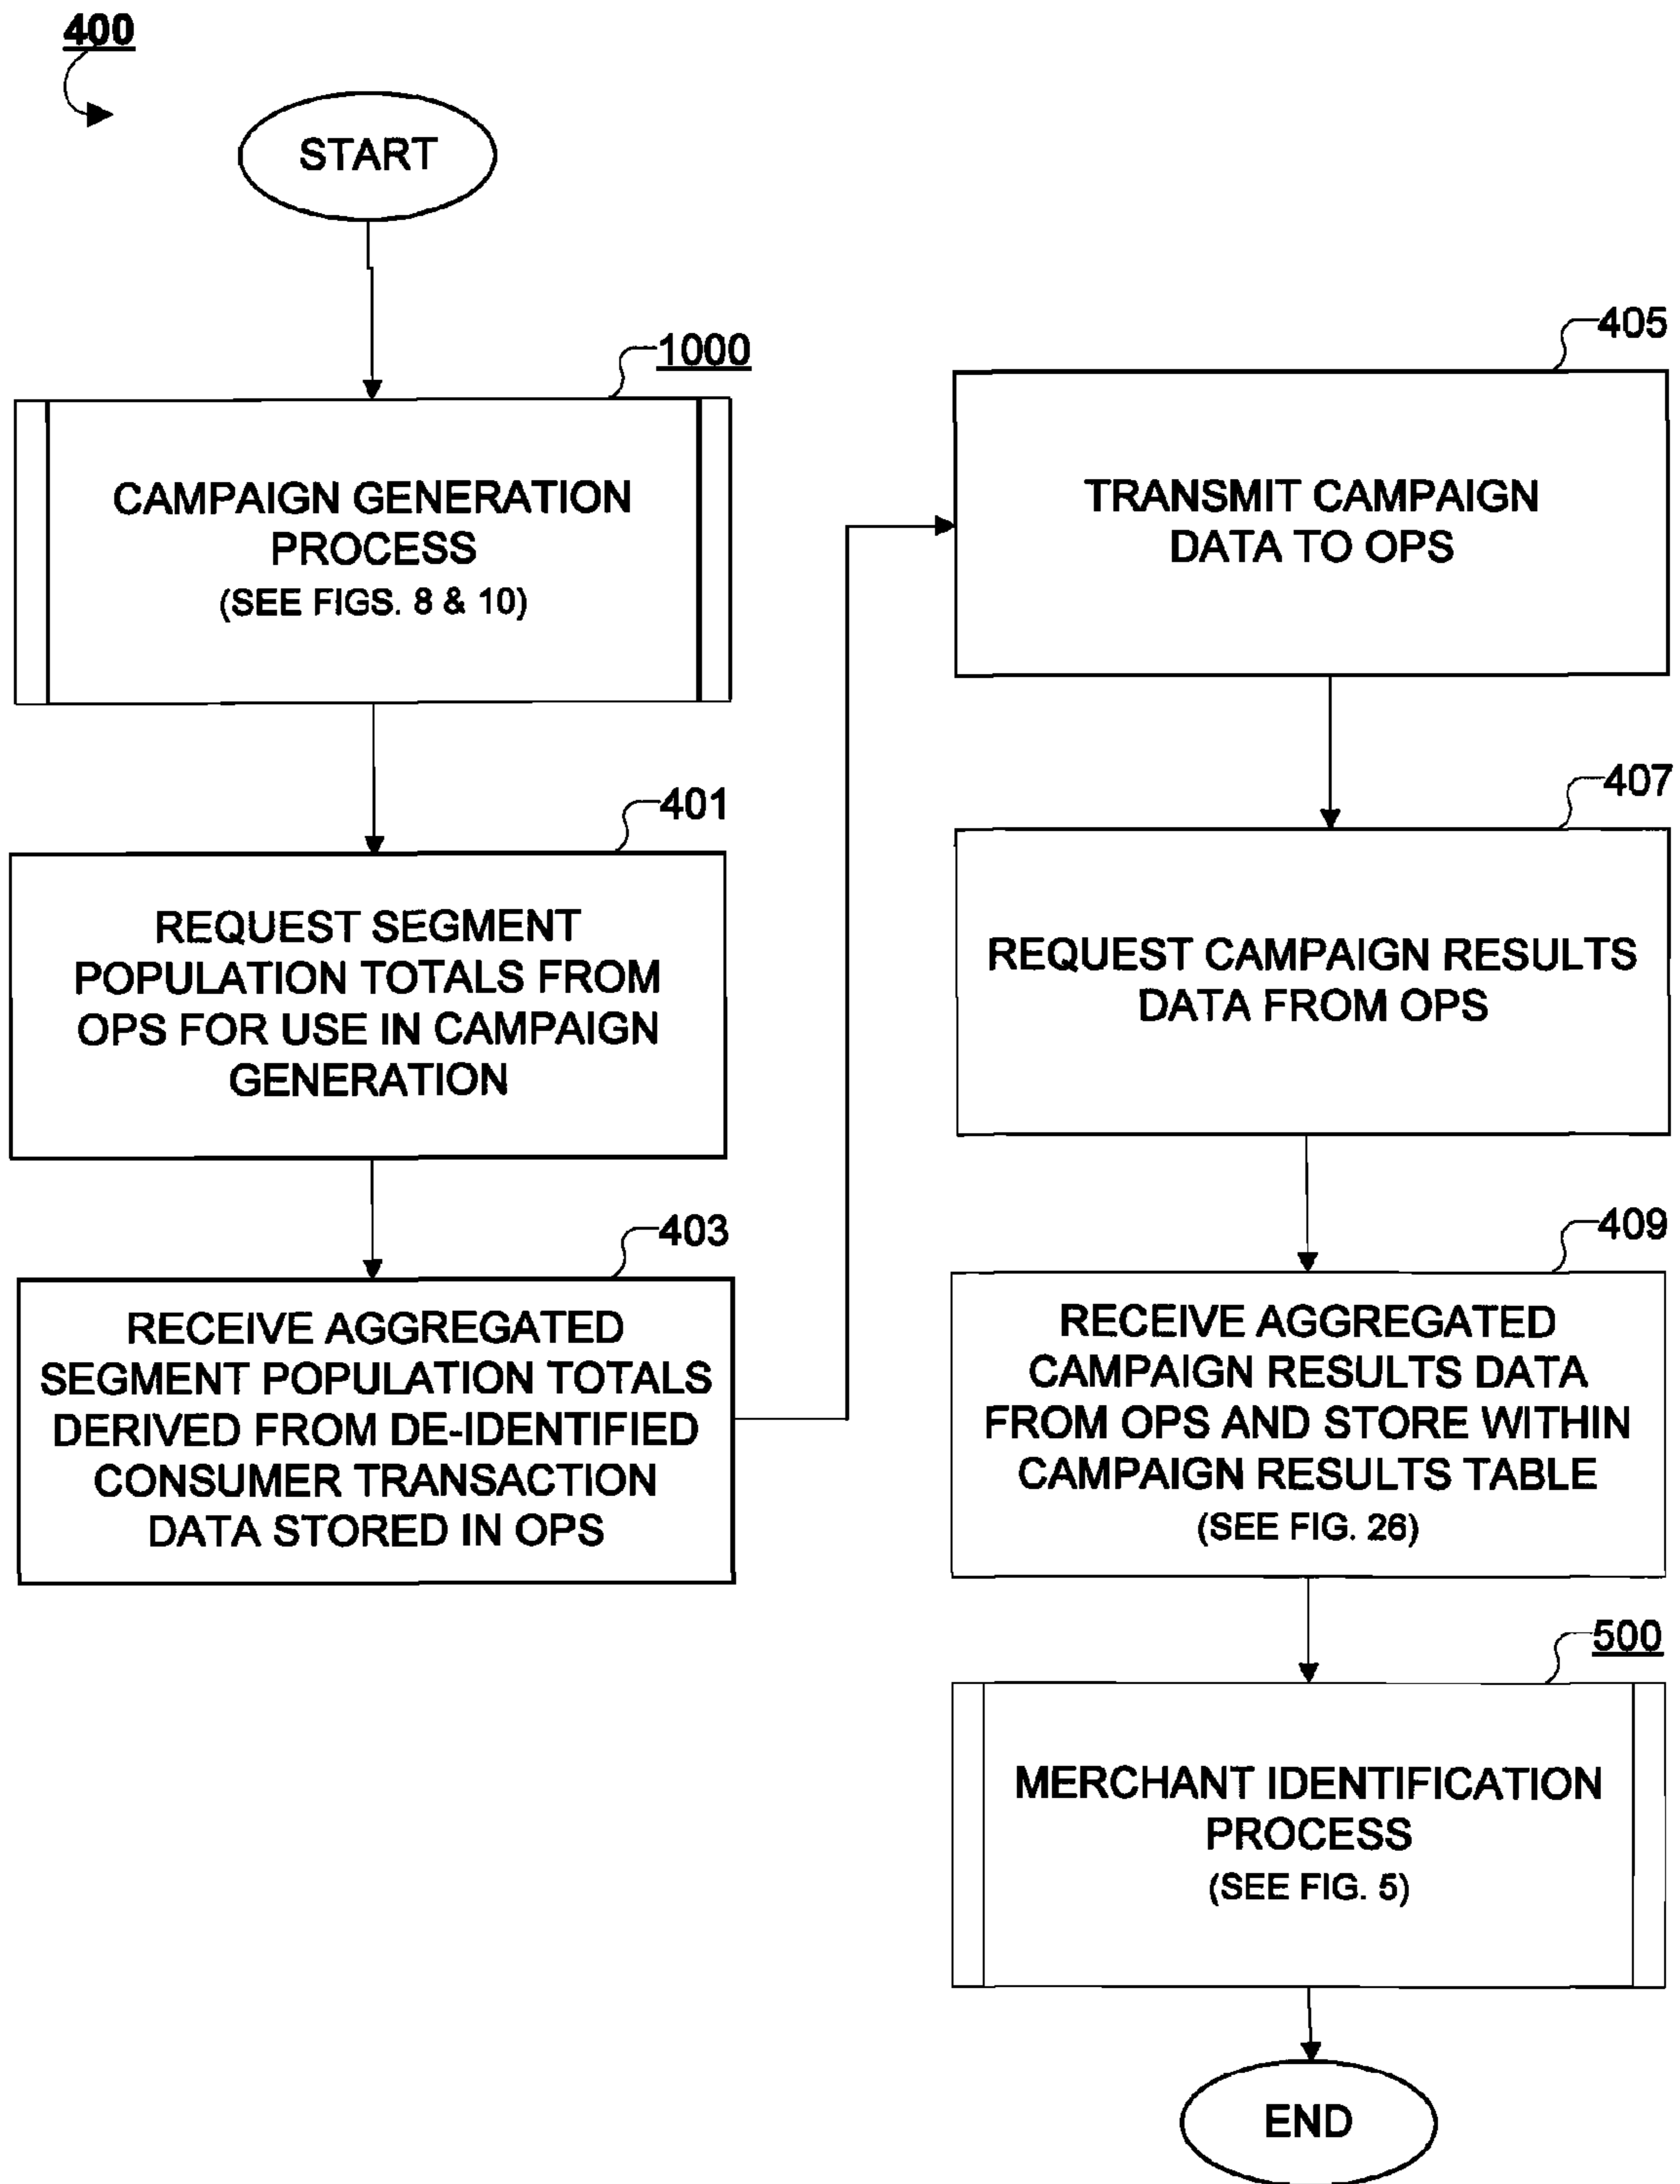 400
START
1000
CAMPAIGN GENERATION
PROCESS
(SEE FIGS. 8 & 10)
401
REQUEST SEGMENT
POPULATION TOTALS FROM
OPS FOR USE IN CAMPAIGN
GENERATION
403
RECEIVE AGGREGATED
SEGMENT POPULATION TOTALS
DERIVED FROM DE-IDENTIFIED
CONSUMER TRANSACTION
DATA STORED IN OPS
405
TRANSMIT CAMPAIGN
DATA TO OPS
407
REQUEST CAMPAIGN RESULTS
DATA FROM OPS
409
RECEIVE AGGREGATED
CAMPAIGN RESULTS DATA
FROM OPS AND STORE WITHIN
CAMPAIGN RESULTS TABLE
(SEE FIG. 26)
500
MERCHANT IDENTIFICATION
PROCESS
(SEE FIG. 5)
END